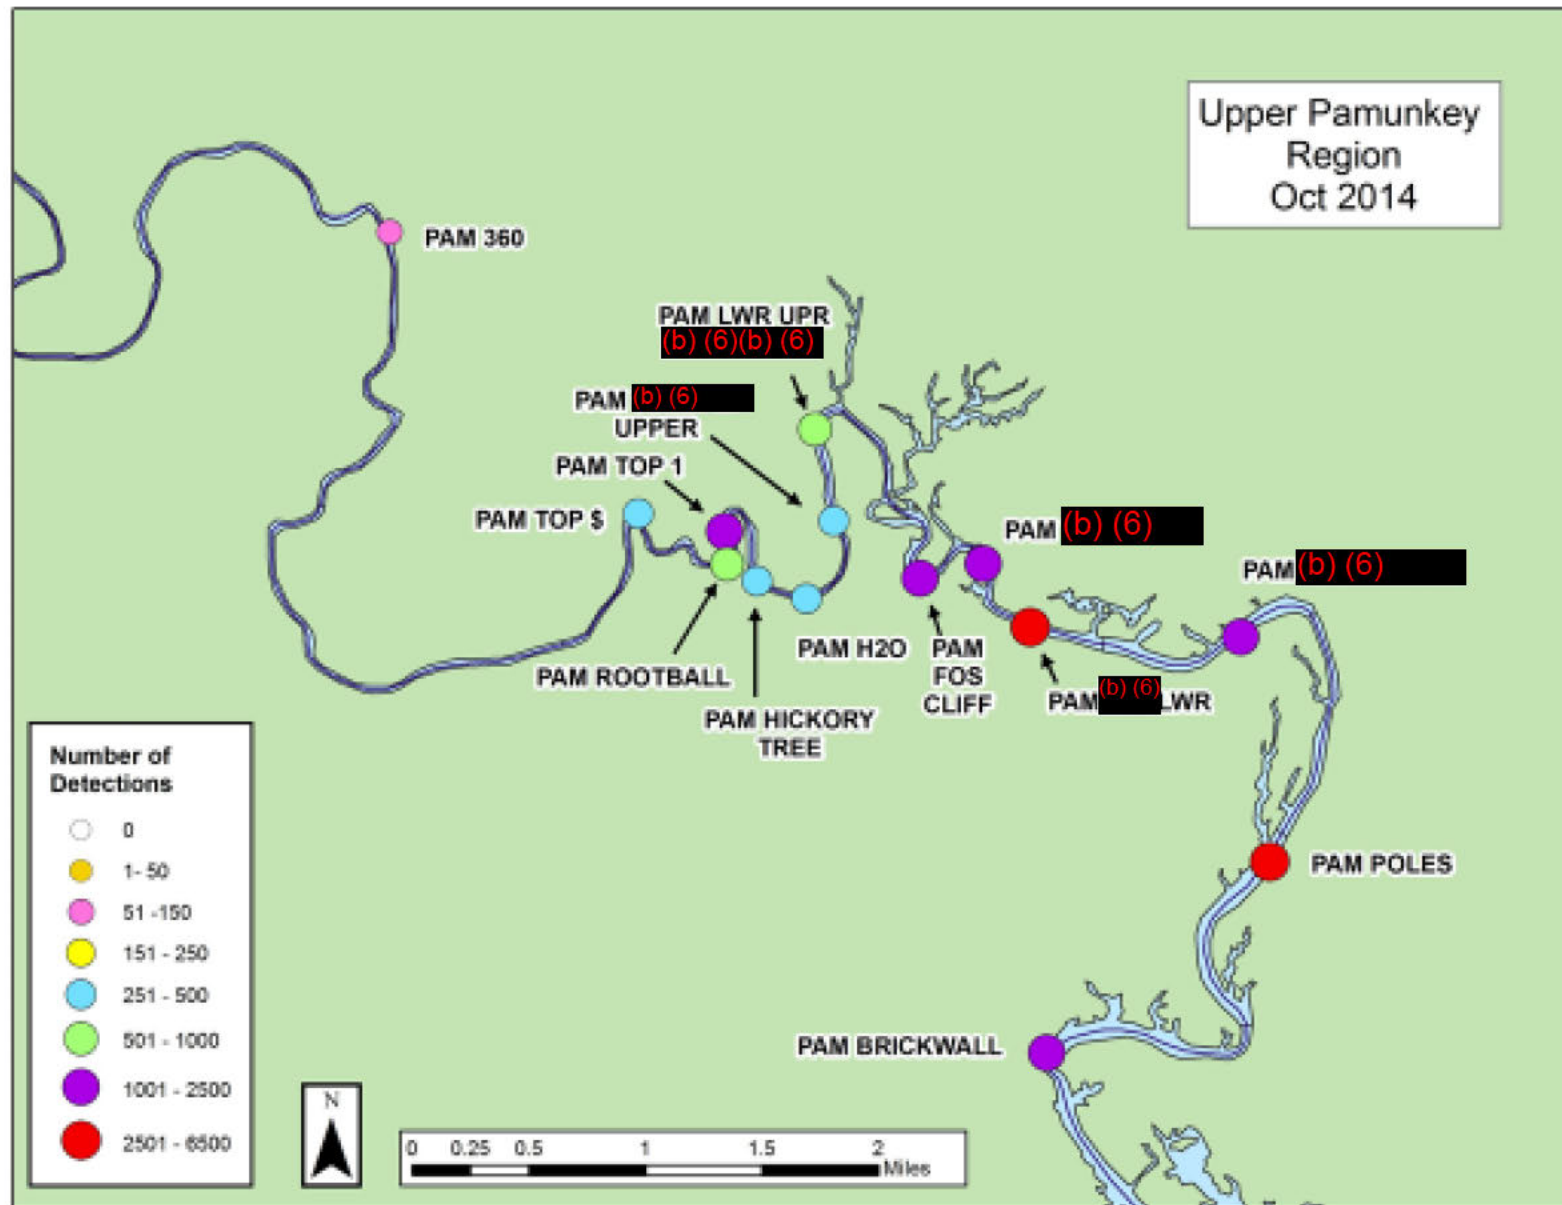 Upper Pamunkey
Region
Oct 2014
PAM 360
PAM LWR UPR
(b) (6)(b) (6)
PAM (b) (6)
UPPER
PAM TOP 1
PAM TOP $
PAM (b) (6)
PAM (b) (6)
PAM H2O
PAM
FOS
CLIFF
PAM (b) (6) LWR
PAM ROOTBALL
PAM HICKORY
TREE
PAM POLES
PAM BRICKWALL
Number of
Detections
0
1- 50
51 -150
151 - 250
251 - 500
501 - 1000
1001 - 2500
2501 - 6500
N
0 0.25 0.5 1 1.5 2
Miles